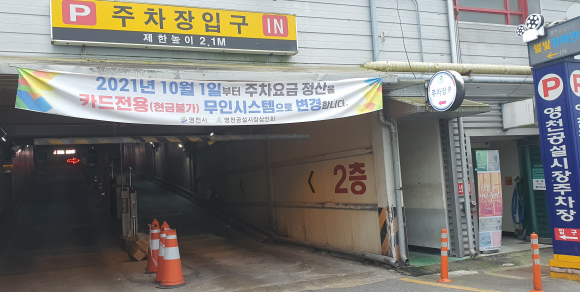 P 주차장입구 IN
제한높이 2.1M
2021년 10월 1일부터 주차요금 정산을
카드전용(현금불가) 무인시스템으로 변경합니다.
영천시 영천공설시장상인회
주차장
2층
P
영천공설시장주차장
입구